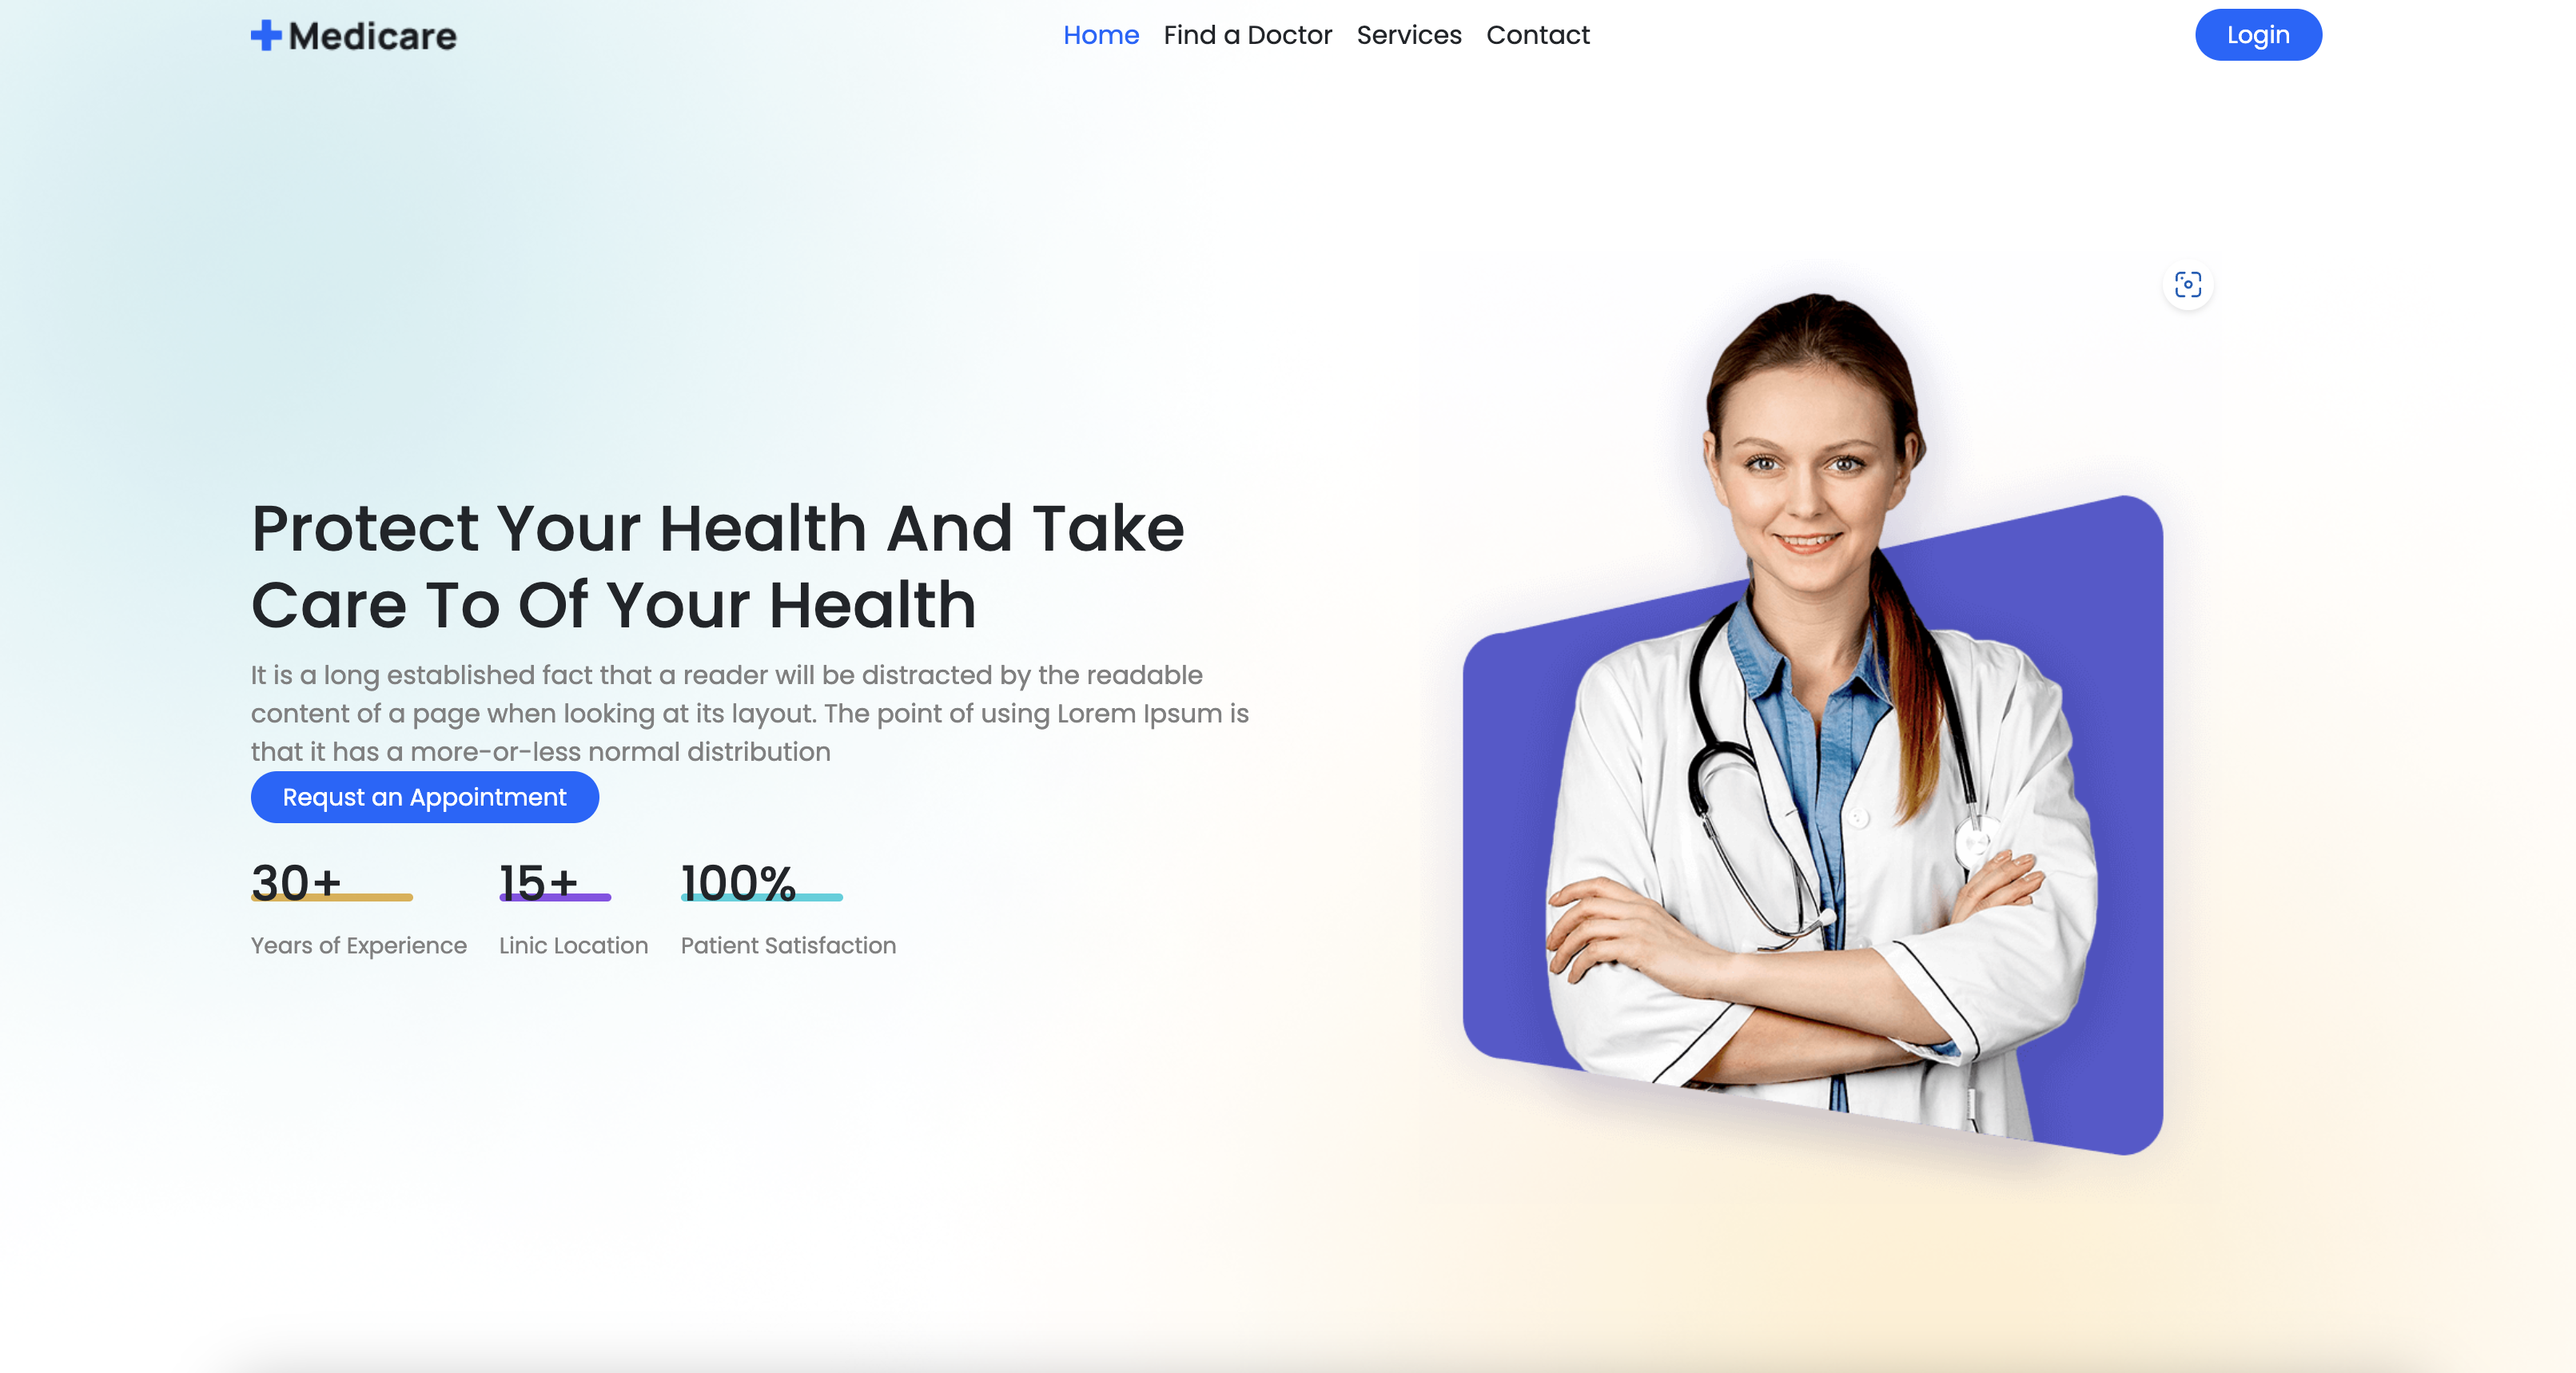 Medicare
Home Find a Doctor Services Contact
Login
Protect Your Health And Take
Care To Of Your Health
It is a long established fact that a reader will be distracted by the readable
content of a page when looking at its layout. The point of using Lorem Ipsum is
that it has a more-or-less normal distribution
Requst an Appointment
30+ 15+ 100%
Years of Experience Linic Location Patient Satisfaction